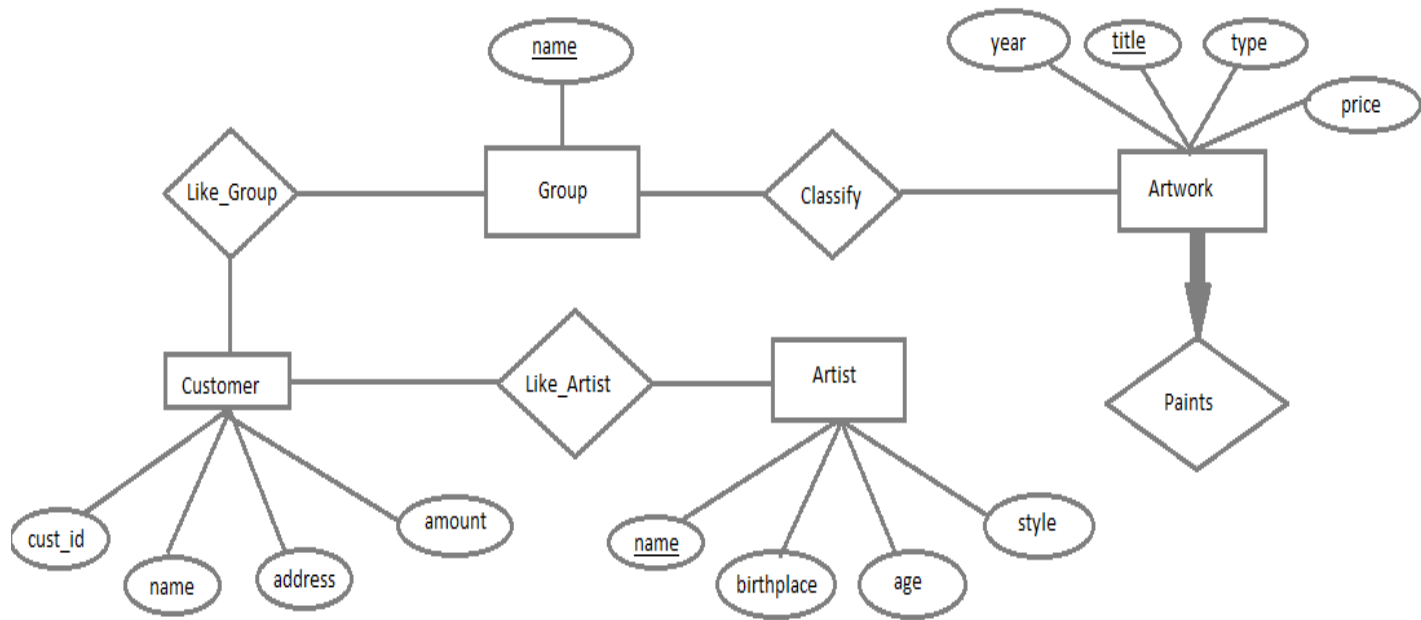 name
year
title
type
price
Like_Group
Group
Classify
Artwork
Customer
Like_Artist
Artist
Paints
cust_id
name
address
amount
name
birthplace
age
style